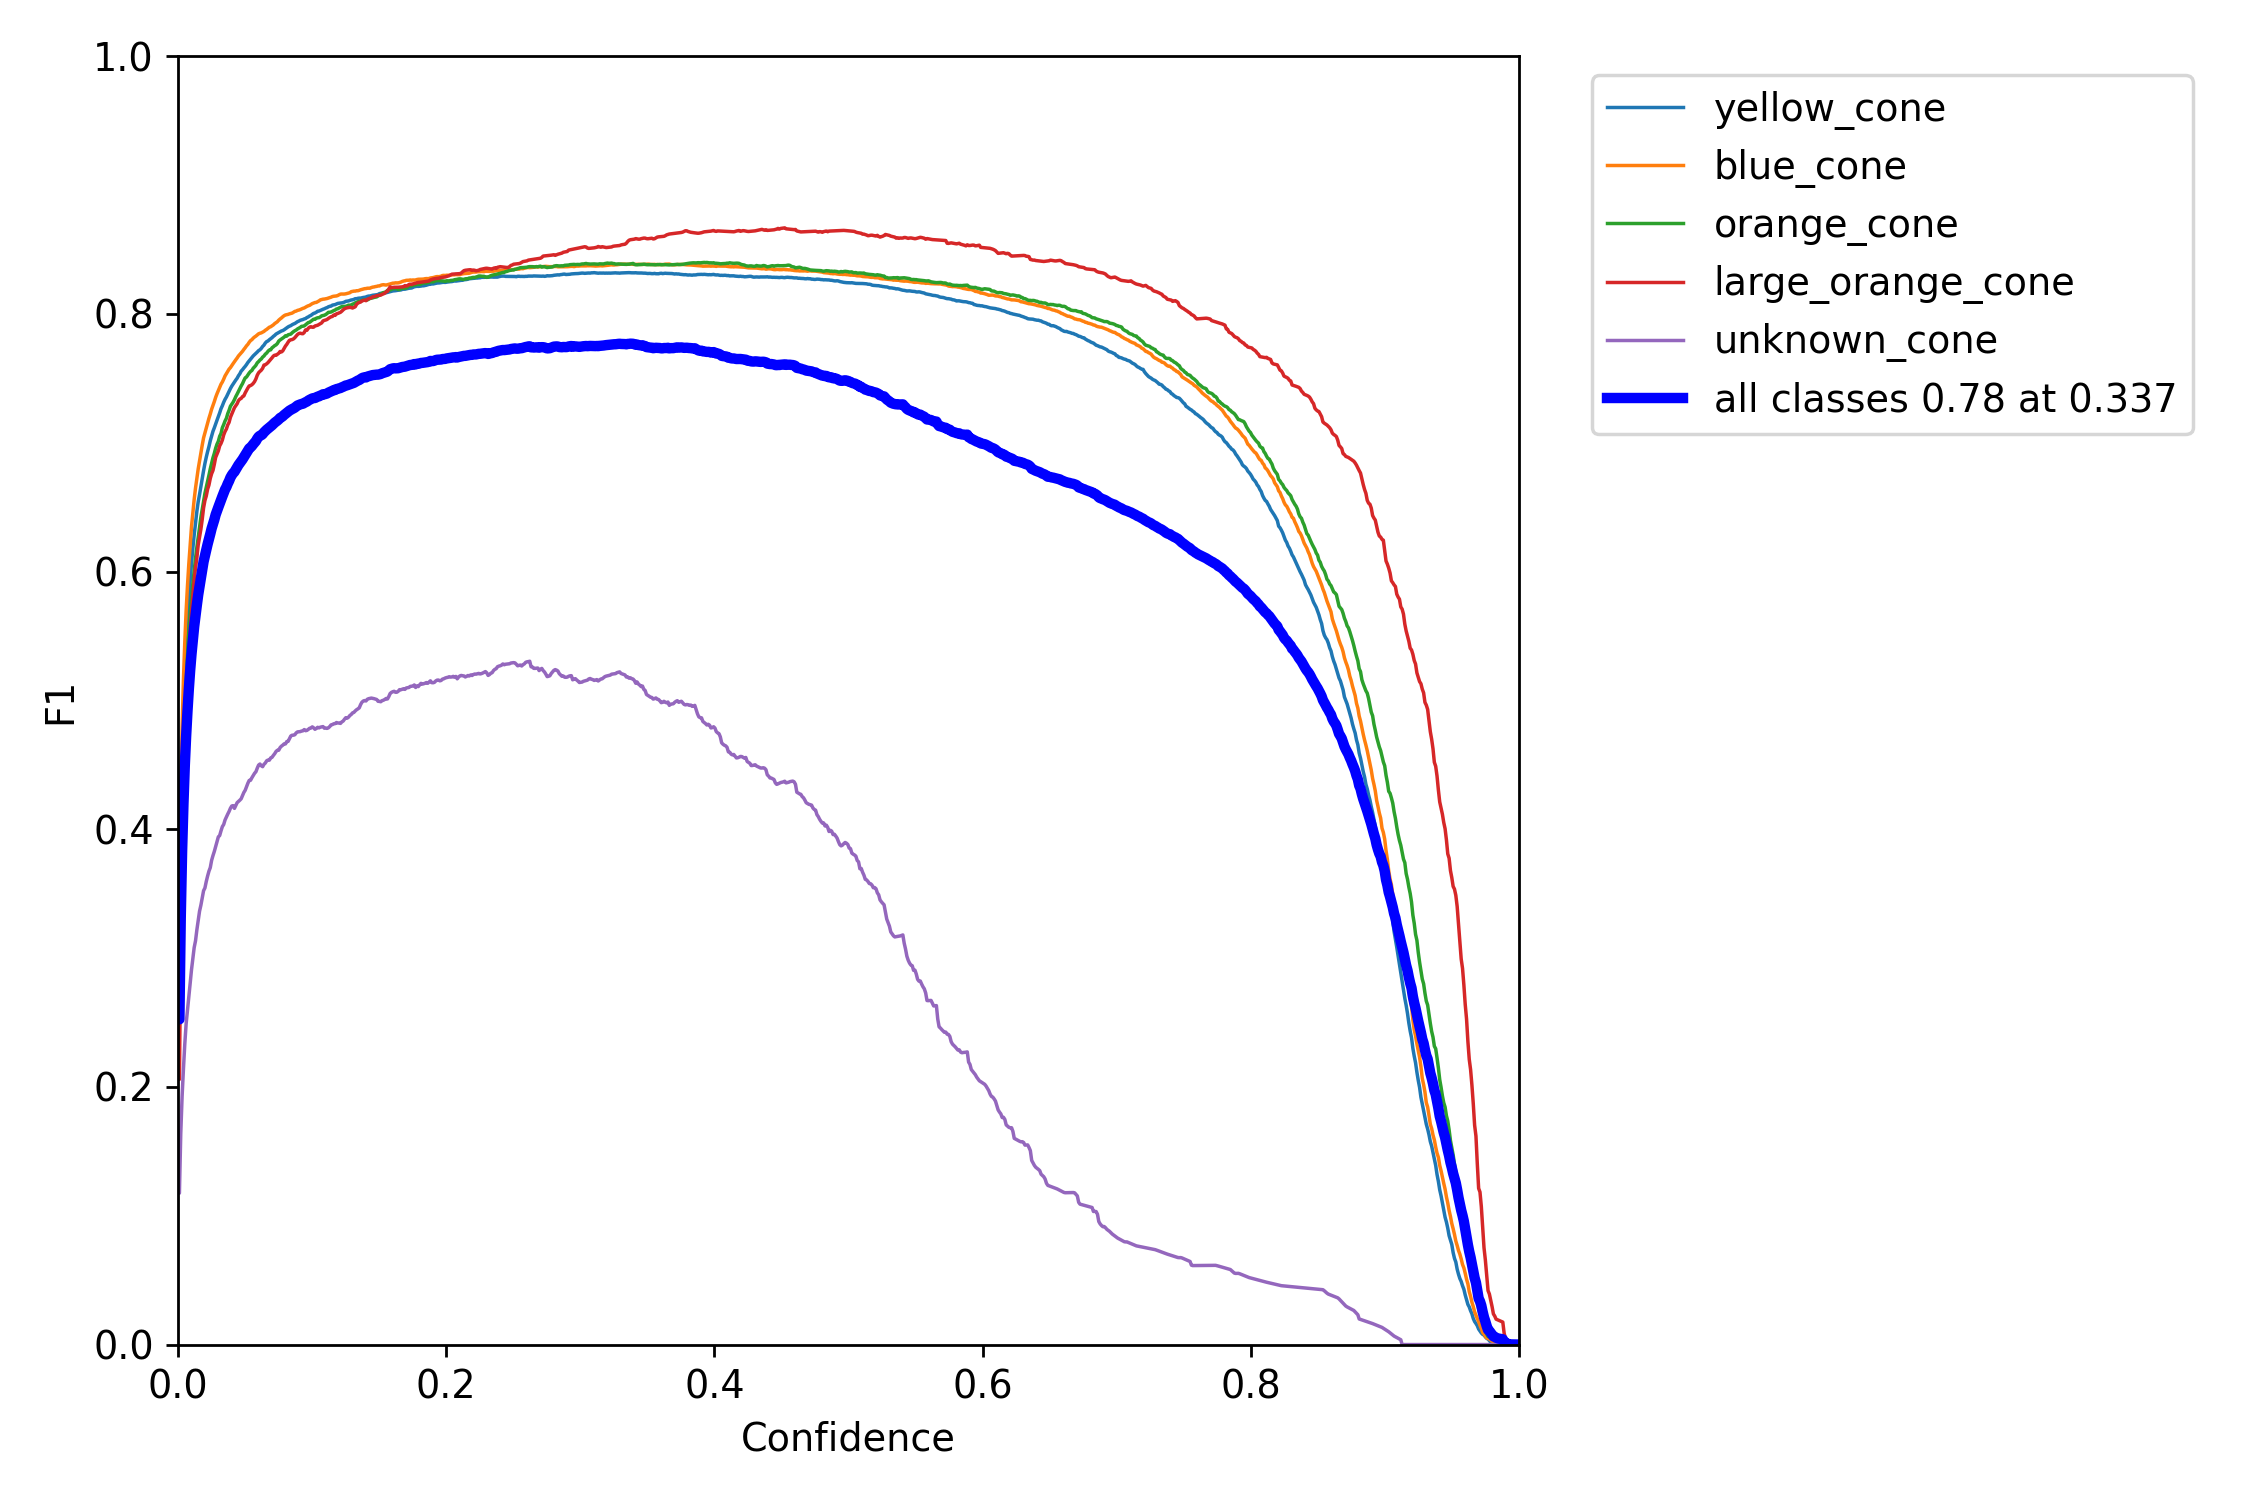 1.0
0.8
0.6
0.4
0.2
0.0
F1
0.0 0.2 0.4 0.6 0.8 1.0
Confidence
yellow_cone
blue_cone
orange_cone
large_orange_cone
unknown_cone
all classes 0.78 at 0.337